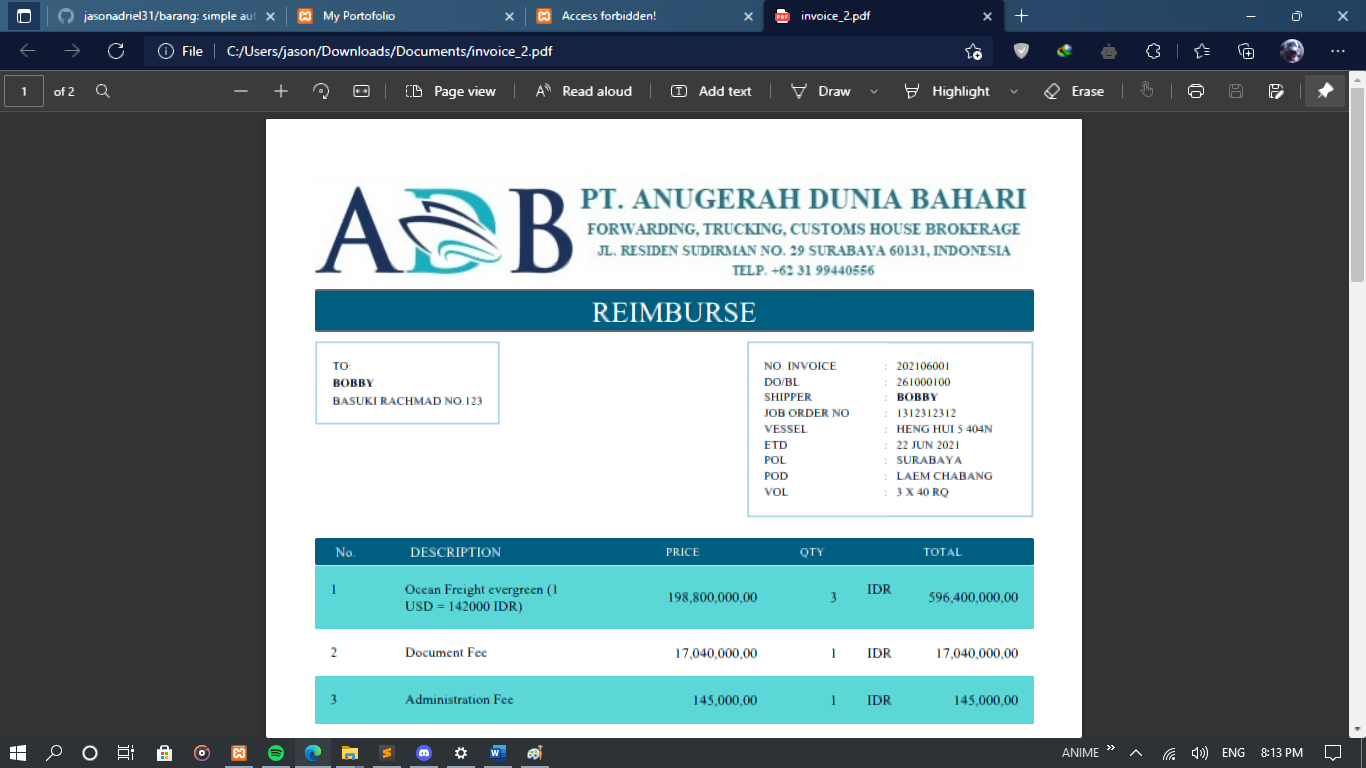 jasonadriel31/barang: simple aut
My Portofolio
Access forbidden!
invoice_2.pdf
File
C:/Users/jason/Downloads/Documents/invoice_2.pdf
1 of 2
Page view
Read aloud
Add text
Draw
Highlight
Erase
ADB
PT. ANUGERAH DUNIA BAHARI
FORWARDING, TRUCKING, CUSTOMS HOUSE BROKERAGE
JL. RESIDEN SUDIRMAN NO. 29 SURABAYA 60131, INDONESIA
TELP. +62 31 99440556
REIMBURSE
TO:
BOBBY
BASUKI RACHMAD NO.123
NO. INVOICE : 202106001
DO/BL : 261000100
SHIPPER : BOBBY
JOB ORDER NO : 1312312312
VESSEL : HENG HUI 5 404N
ETD : 22 JUN 2021
POL : SURABAYA
POD : LAEM CHABANG
VOL : 3 X 40 RQ
No. DESCRIPTION PRICE QTY TOTAL
1 Ocean Freight evergreen (1 198,800,000,00 3 IDR 596,400,000,00
USD = 142000 IDR)
2 Document Fee 17,040,000,00 1 IDR 17,040,000,00
3 Administration Fee 145,000,00 1 IDR 145,000,00
ANIME
ENG
8:13 PM